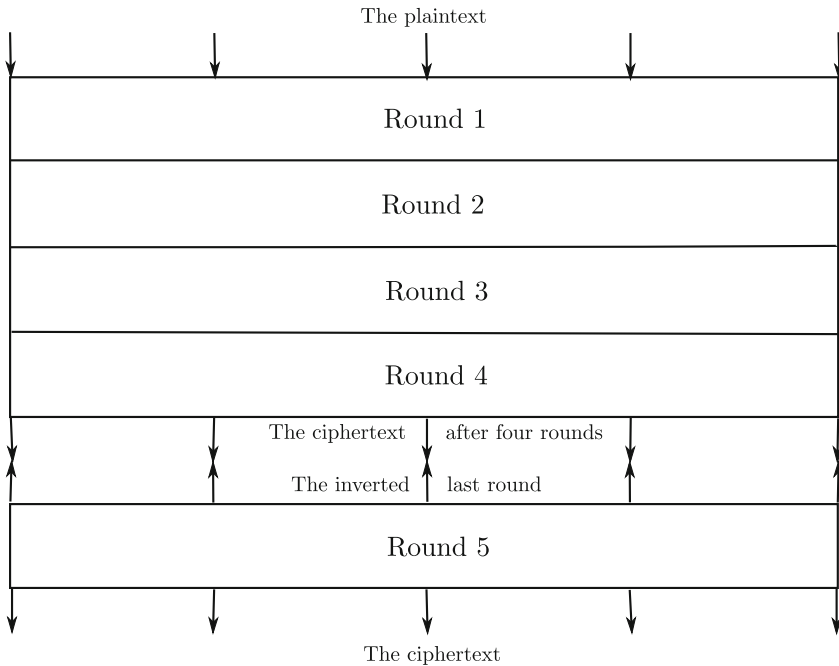 The plaintext
Round 1
Round 2
Round 3
Round 4
The ciphertext after four rounds
The inverted last round
Round 5
The ciphertext